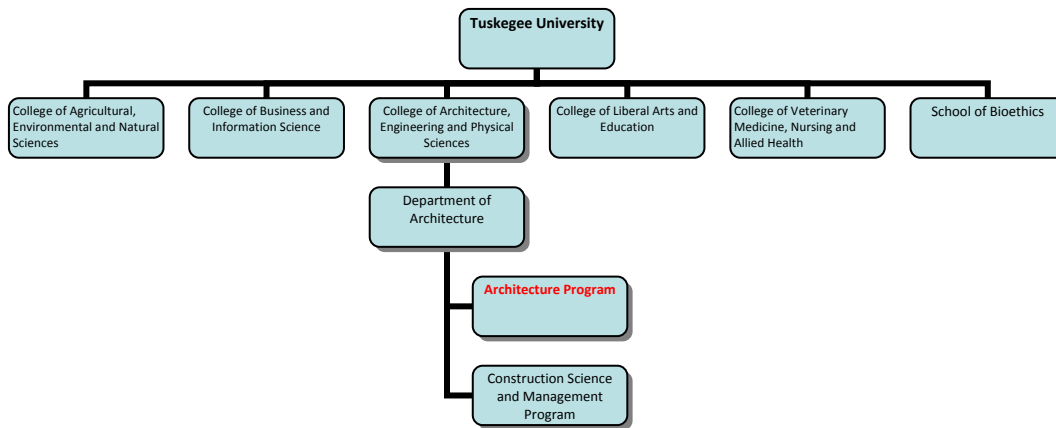 Tuskegee University
College of Agricultural,
Environmental and Natural
Sciences
College of Business and
Information Science
College of Architecture,
Engineering and Physical
Sciences
College of Liberal Arts and
Education
College of Veterinary
Medicine, Nursing and
Allied Health
School of Bioethics
Department of
Architecture
Architecture Program
Construction Science
and Management
Program